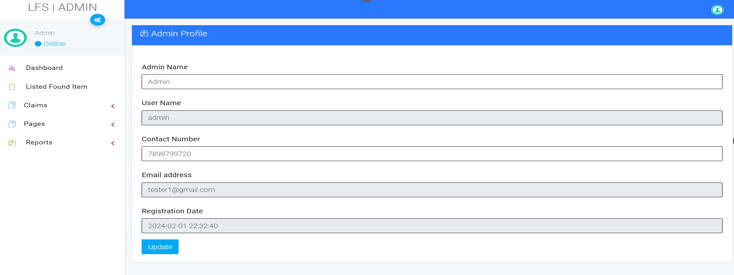 LFS | ADMIN
Admin
Online
Dashboard
Listed Found Item
Claims
Pages
Reports
Admin Profile
Admin Name
Admin
User Name
admin
Contact Number
7898799720
Email address
tester1@gmail.com
Registration Date
2024-02-01 22:32:40
Update